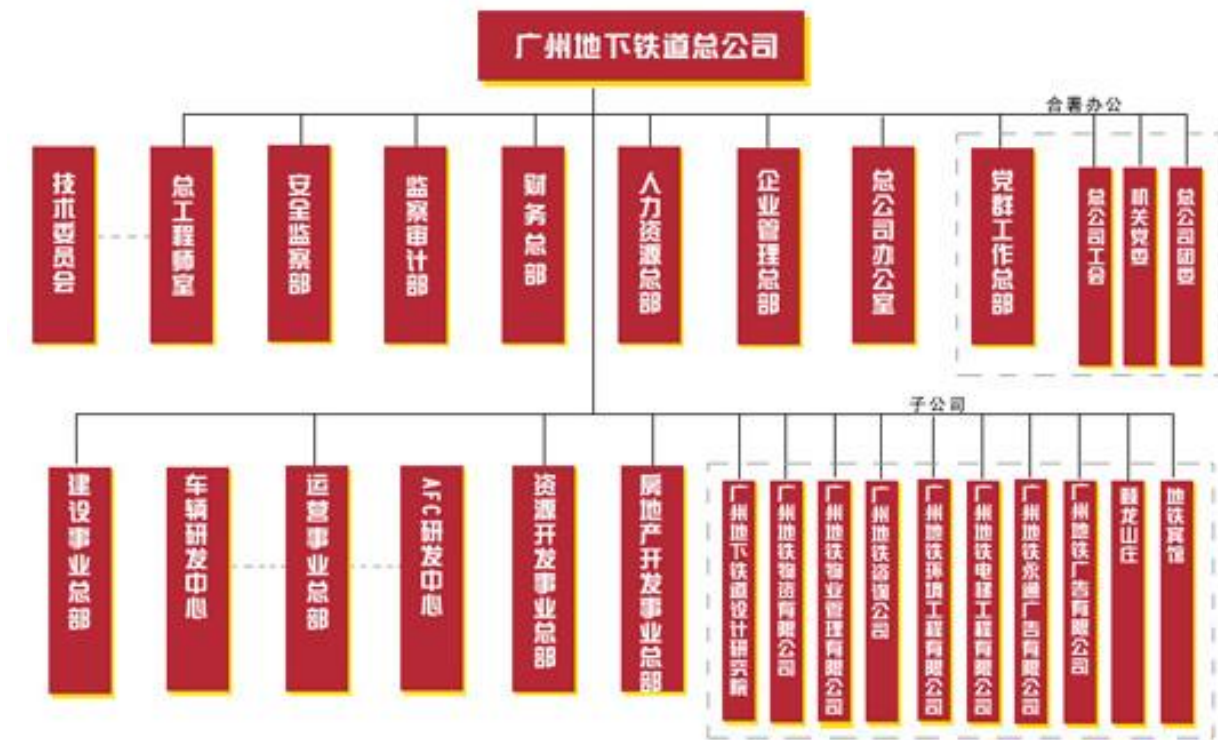 广州地下铁道总公司
合署办公
技术委员会
总工程师室
安全监察部
监察审计部
财务总部
人力资源总部
企业管理总部
总公司办公室
党群工作总部
总公司工会
机关党委
总公司团委
子公司
建设事业总部
车辆研发中心
运营事业总部
AFC研发中心
资源开发事业总部
房地产开发事业总部
广州地下铁道设计研究院
广州地铁物资有限公司
广州地铁物业管理有限公司
广州地铁咨询公司
广州地铁环境工程有限公司
广州地铁电梯工程有限公司
广州地铁永通广告有限公司
广州地铁广告有限公司
龙山庄
地铁宾馆